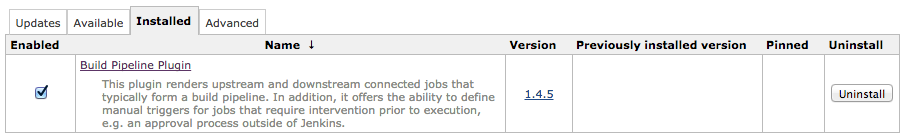 Updates Available Installed Advanced
Enabled Name ↓ Version Previously installed version Pinned Uninstall
Build Pipeline Plugin
This plugin renders upstream and downstream connected jobs that
typically form a build pipeline. In addition, it offers the ability to define
manual triggers for jobs that require intervention prior to execution,
e.g. an approval process outside of Jenkins.
1.4.5
Uninstall